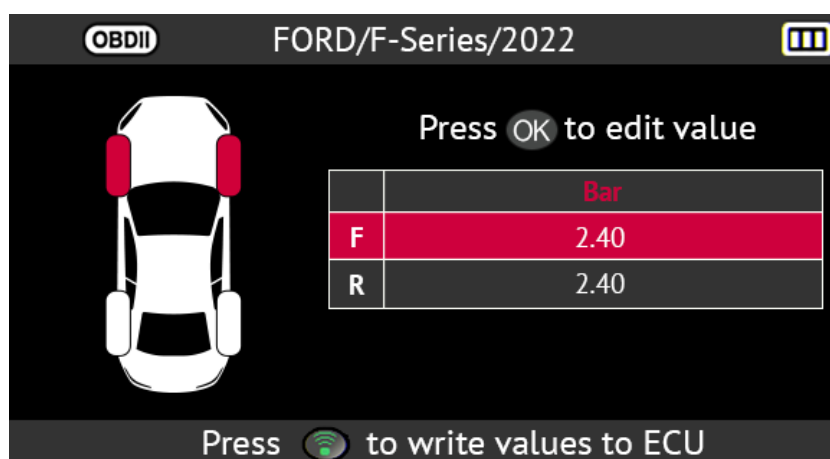 OBDII FORD/F-Series/2022
Press OK to edit value
Bar
F 2.40
R 2.40
Press to write values to ECU